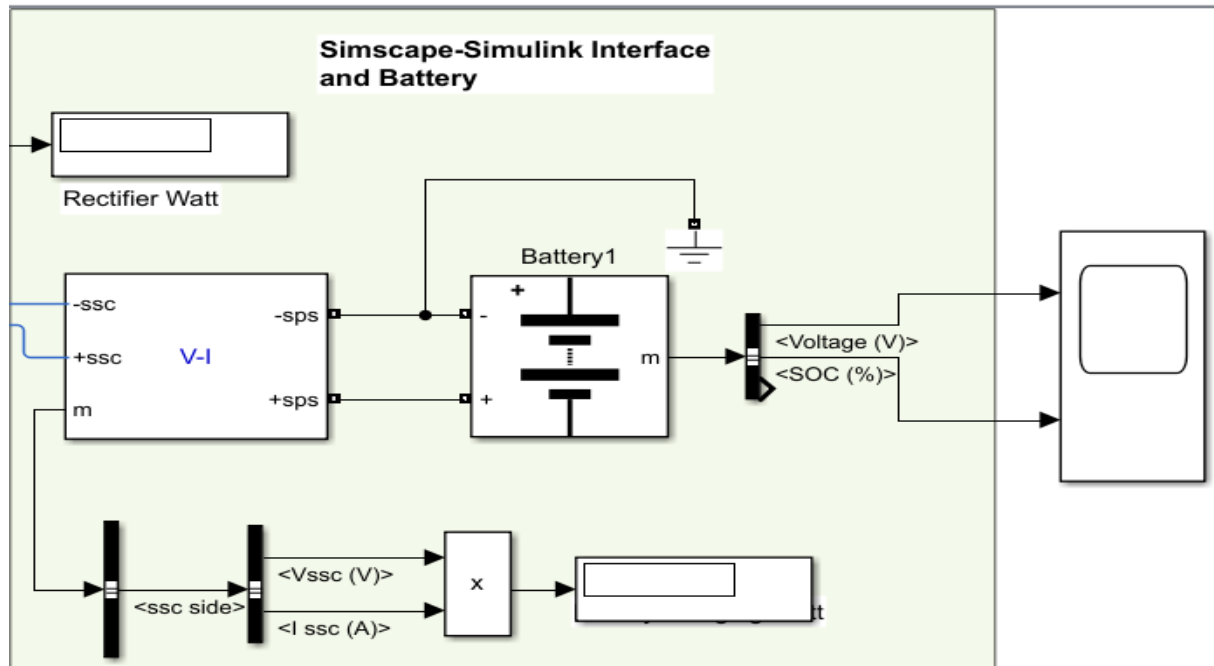 Simscape-Simulink Interface
and Battery
Rectifier Watt
Battery1
-ssc
+ssc
m
V-I
-sps
+sps
+
-
+
m
<Voltage (V)>
<SOC (%)>
<ssc side>
<Vssc (V)>
<I ssc (A)>
x